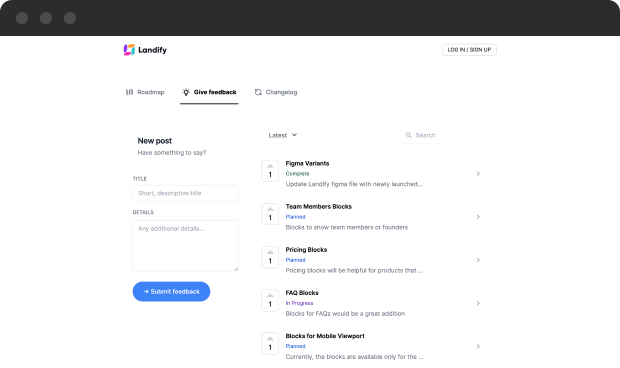 Landify
LOG IN / SIGN UP
Roadmap
Give feedback
Changelog
New post
Have something to say?
TITLE
Short, descriptive title
DETAILS
Any additional details...
→ Submit feedback
Latest
Search
1
Figma Variants
Complete
Update Landify figma file with newly launched...
1
Team Members Blocks
Planned
Blocks to show team members or founders
1
Pricing Blocks
Planned
Pricing blocks will be helpful for products that ...
1
FAQ Blocks
In Progress
Blocks for FAQs would be a great addition
1
Blocks for Mobile Viewport
Planned
Currently, the blocks are available only for the ...